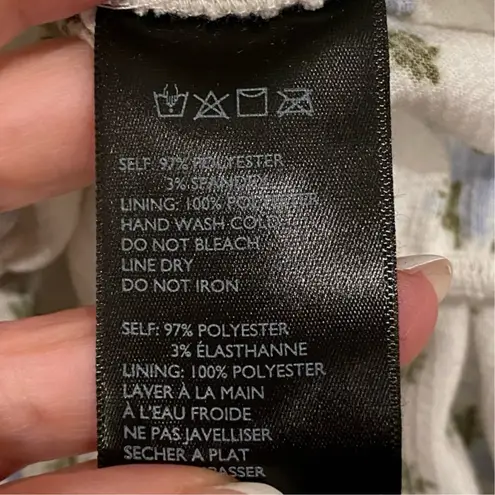 SELF: 97% POLYESTER
3% SPANDEX
LINING: 100% POLYESTER
HAND WASH COLD
DO NOT BLEACH
LINE DRY
DO NOT IRON
SELF: 97% POLYESTER
3% ÉLASTHANNE
LINING: 100% POLYESTER
LAVER À LA MAIN
À L'EAU FROIDE
NE PAS JAVELLISER
SECHER A PLAT